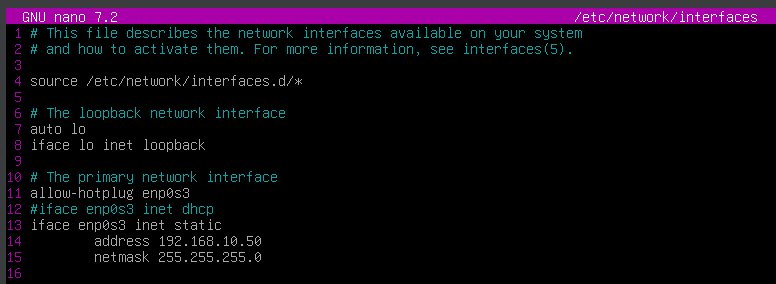 GNU nano 7.2 /etc/network/interfaces
1 # This file describes the network interfaces available on your system
2 # and how to activate them. For more information, see interfaces(5).
3
4 source /etc/network/interfaces.d/*
5
6 # The loopback network interface
7 auto lo
8 iface lo inet loopback
9
10 # The primary network interface
11 allow-hotplug enp0s3
12 #iface enp0s3 inet dhcp
13 iface enp0s3 inet static
14 address 192.168.10.50
15 netmask 255.255.255.0
16